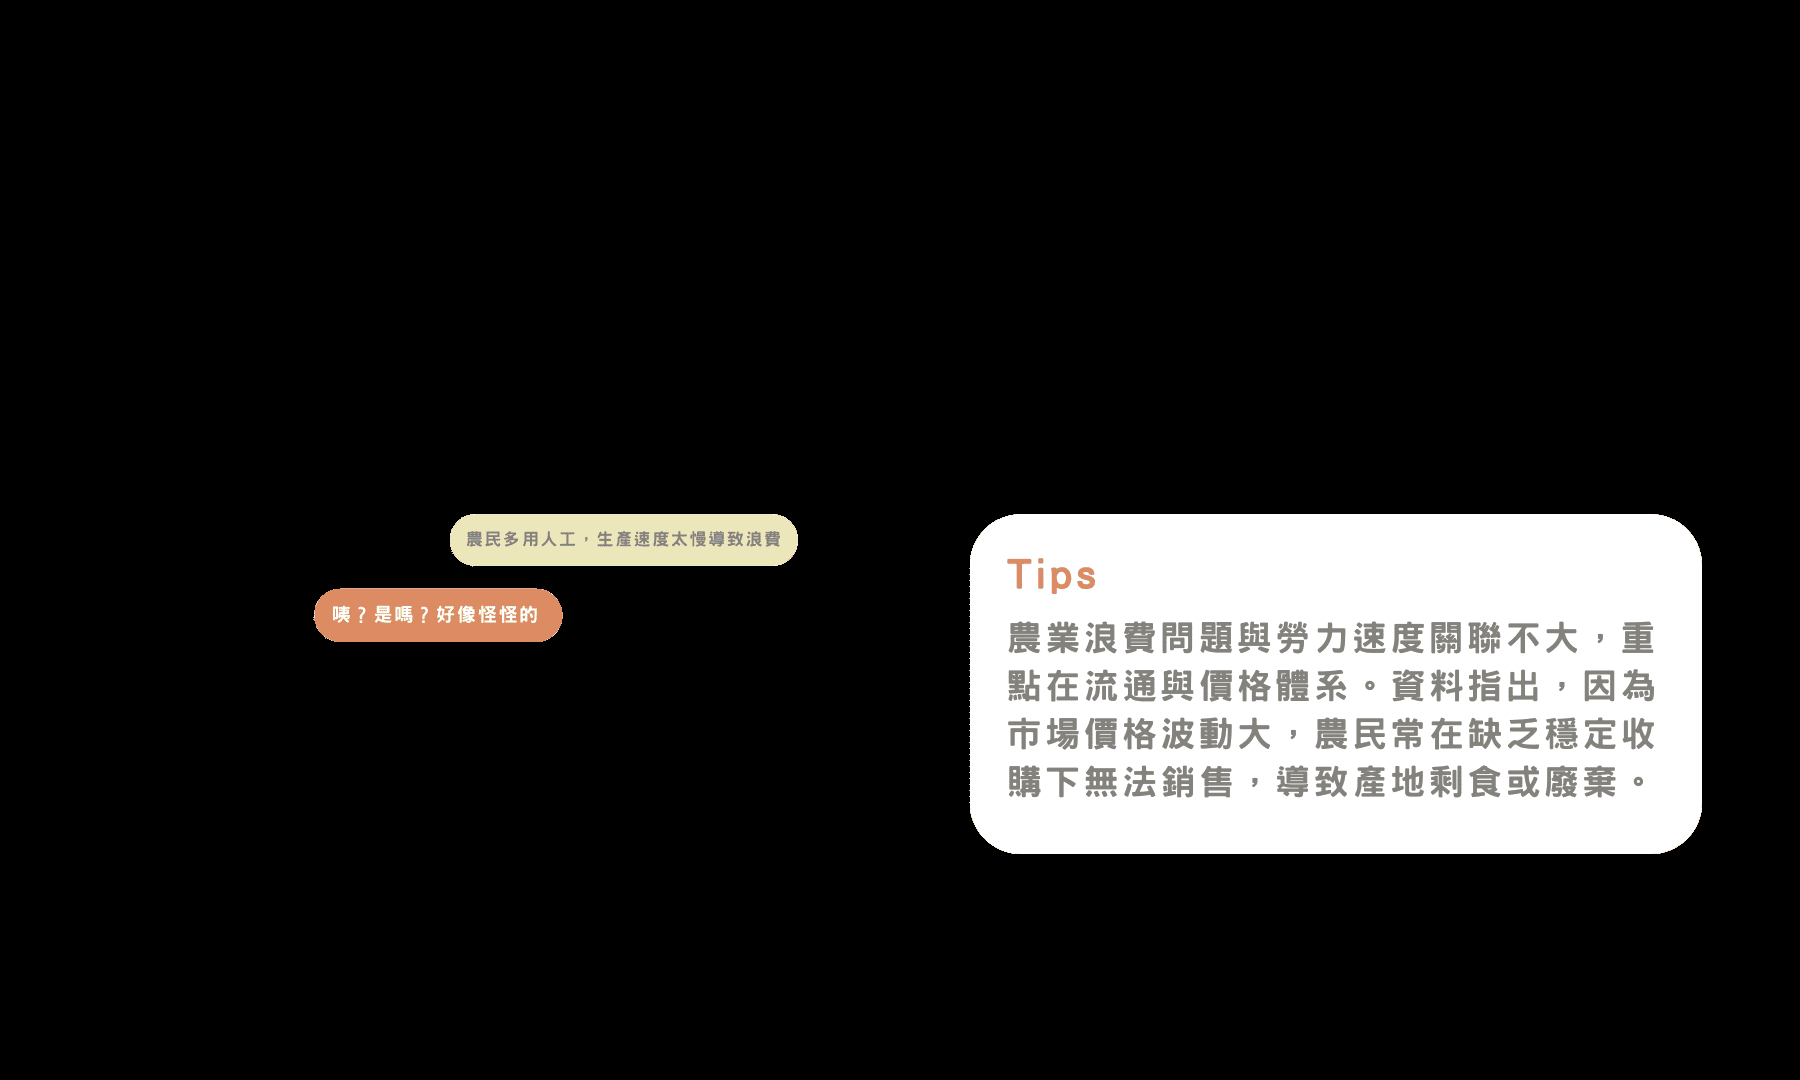 農民多用人工，生產速度太慢導致浪費
咦？是嗎？好像怪怪的
Tips
農業浪費問題與勞力速度關聯不大，重
點在流通與價格體系。資料指出，因為
市場價格波動大，農民常在缺乏穩定收
購下無法銷售，導致產地剩食或廢棄。